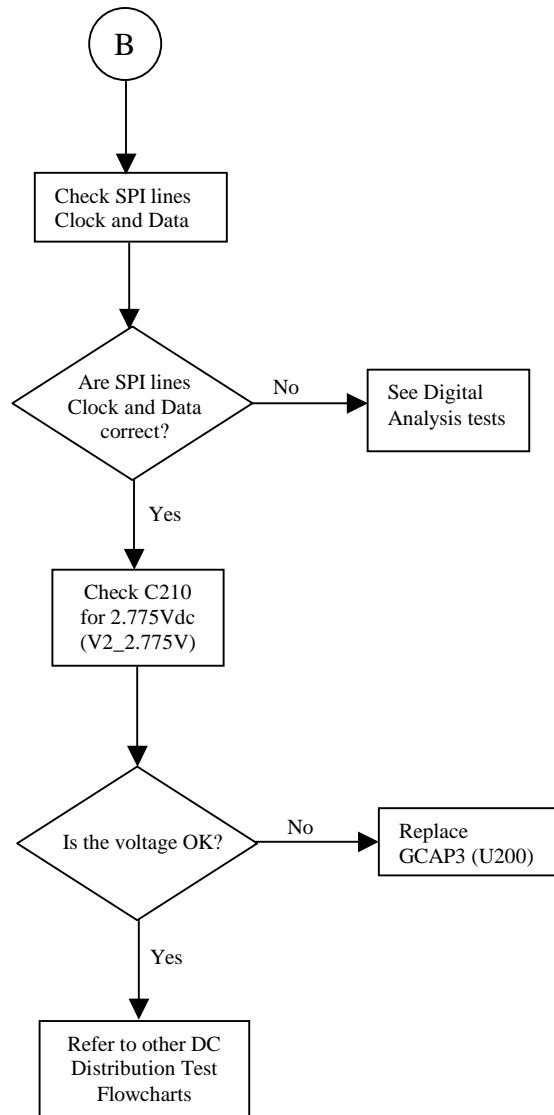 B
Check SPI lines
Clock and Data
Are SPI lines
Clock and Data
correct?
No
See Digital
Analysis tests
Yes
Check C210
for 2.775Vdc
(V2_2.775V)
Is the voltage OK?
No
Replace
GCAP3 (U200)
Yes
Refer to other DC
Distribution Test
Flowcharts